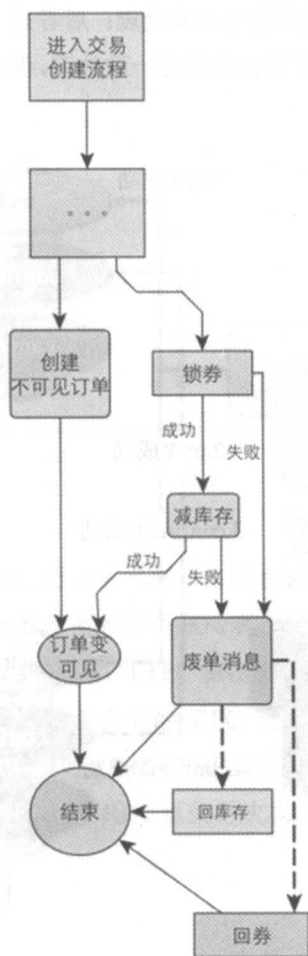 进入交易
创建流程
...
创建
不可见订单
锁券
成功
失败
减库存
成功
失败
订单变
可见
废单消息
结束
回库存
回券